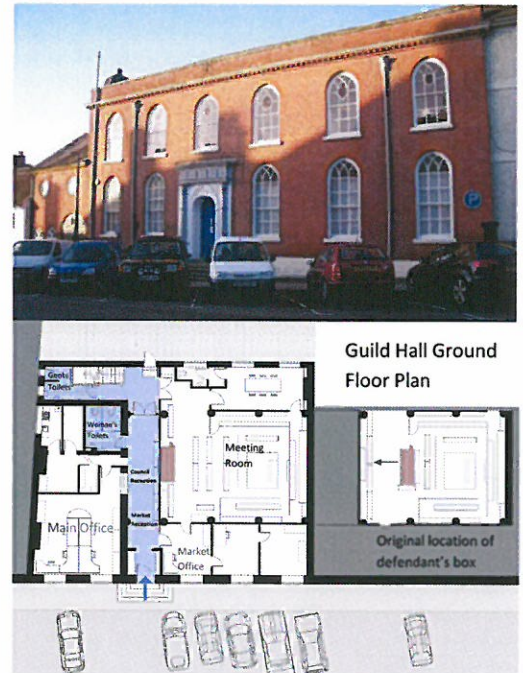 P
Guild Hall Ground
Floor Plan
Gents
Toilets
Woman's
Toilets
Meeting
Room
Council
Reception
Market
Reception
Main Office
Market
Office
Original location of
defendant's box